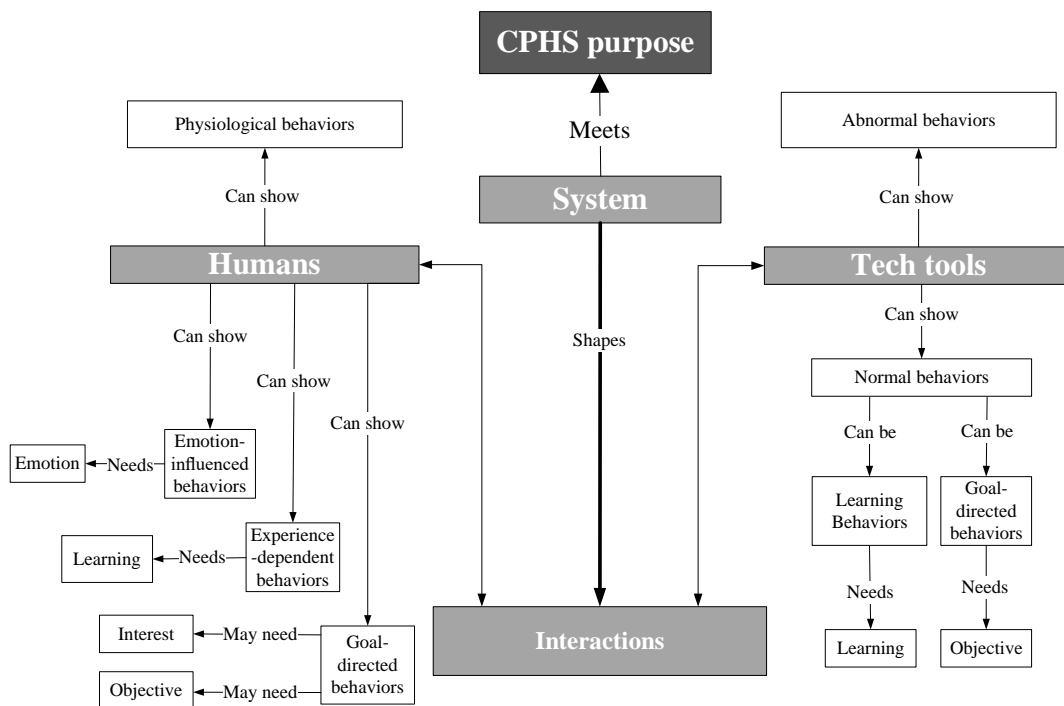 CPHS purpose
Meets
System
Shapes
Interactions
Physiological behaviors
Can show
Humans
Can show
Can show
Can show
Emotion-
influenced
behaviors
Needs
Emotion
Experience
-dependent
behaviors
Needs
Learning
Goal-
directed
behaviors
May need
Interest
May need
Objective
Abnormal behaviors
Can show
Tech tools
Can show
Normal behaviors
Can be
Can be
Learning
Behaviors
Goal-
directed
behaviors
Needs
Needs
Learning
Objective